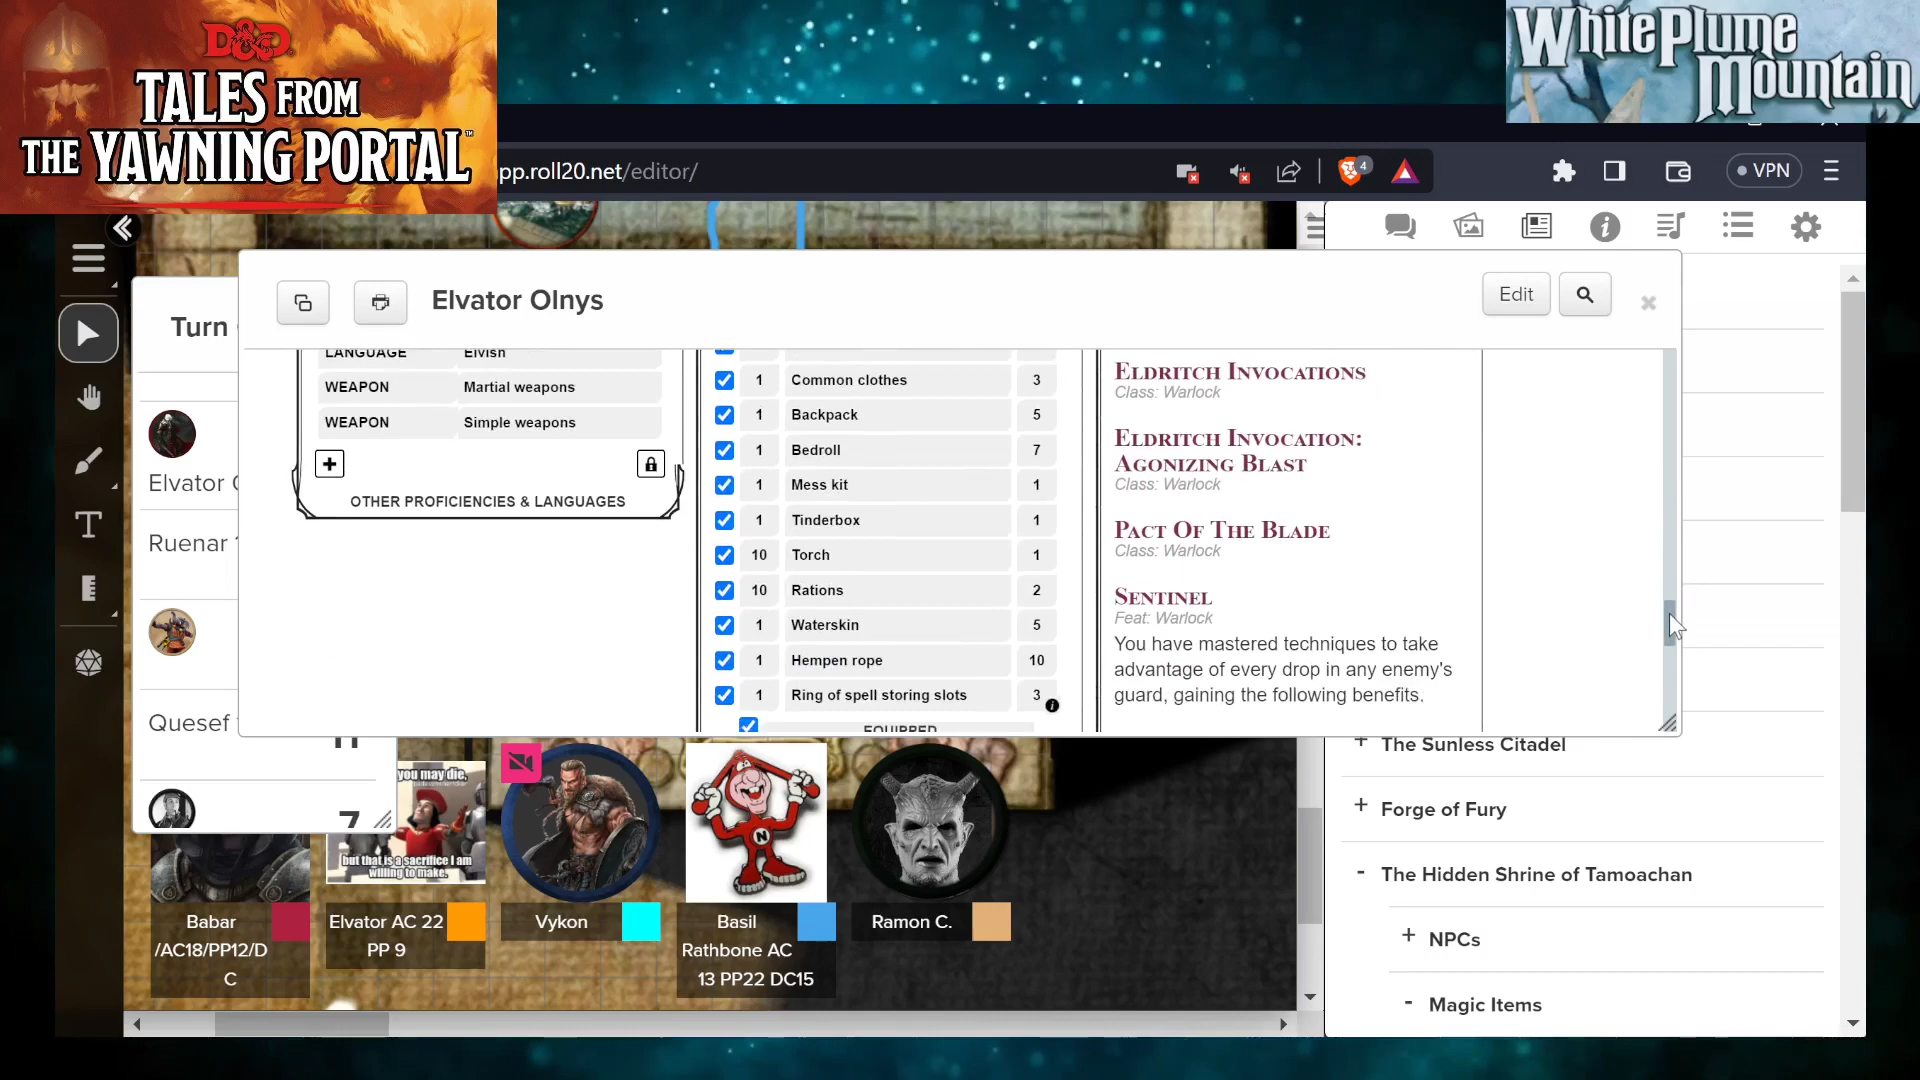 D&D
TALES FROM
THE YAWNING PORTAL
White Plume
Mountain
pp.roll20.net/editor/
4
VPN
Turn
Elvator
Ruenar
Quesef
11
7
Elvator Olnys
Edit
LANGUAGE Elvish
WEAPON Martial weapons
WEAPON Simple weapons
OTHER PROFICIENCIES & LANGUAGES
1 Common clothes 3
1 Backpack 5
1 Bedroll 7
1 Mess kit 1
1 Tinderbox 1
10 Torch 1
10 Rations 2
1 Waterskin 5
1 Hempen rope 10
1 Ring of spell storing slots 3
EQUIPPED
ELDRITCH INVOCATIONS
Class: Warlock
ELDRITCH INVOCATION:
AGONIZING BLAST
Class: Warlock
PACT OF THE BLADE
Class: Warlock
SENTINEL
Feat: Warlock
You have mastered techniques to take
advantage of every drop in any enemy's
guard, gaining the following benefits.
The Sunless Citadel
Forge of Fury
The Hidden Shrine of Tamoachan
NPCs
Magic Items
you may die,
but that is a sacrifice I am
willing to make.
N
Babar
/AC18/PP12/D
C
Elvator AC 22
PP 9
Vykon
Basil
Rathbone AC
13 PP22 DC15
Ramon C.